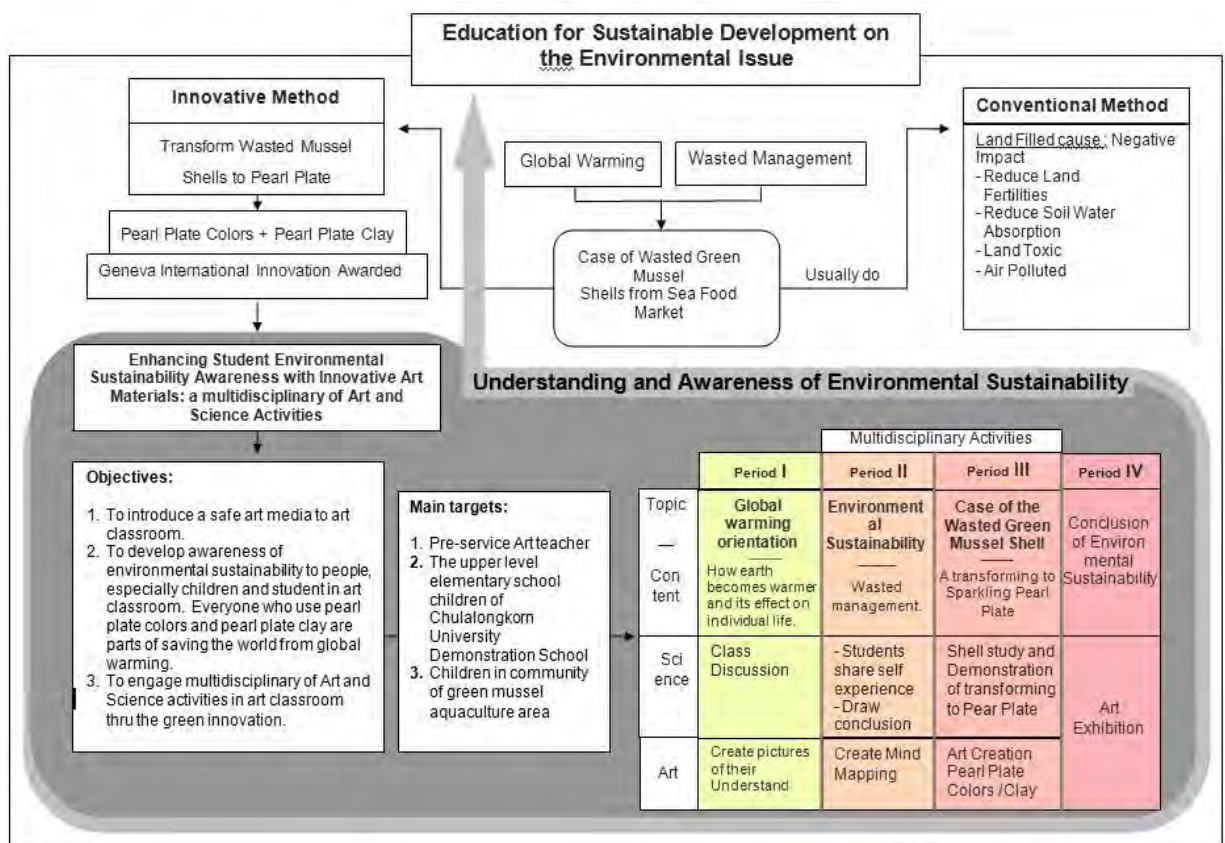 Education for Sustainable Development on
the Environmental Issue
Innovative Method
Transform Wasted Mussel
Shells to Pearl Plate
Pearl Plate Colors + Pearl Plate Clay
Geneva International Innovation Awarded
Global Warming
Wasted Management
Case of Wasted Green
Mussel
Shells from Sea Food
Market
Usually do
Conventional Method
Land Filled cause : Negative
Impact
- Reduce Land
Fertilities
- Reduce Soil Water
Absorption
- Land Toxic
- Air Polluted
Enhancing Student Environmental
Sustainability Awareness with Innovative Art
Materials: a multidisciplinary of Art and
Science Activities
Understanding and Awareness of Environmental Sustainability
Objectives:
1. To introduce a safe art media to art
classroom.
2. To develop awareness of
environmental sustainability to people,
especially children and student in art
classroom. Everyone who use pearl
plate colors and pearl plate clay are
parts of saving the world from global
warming.
3. To engage multidisciplinary of Art and
Science activities in art classroom
thru the green innovation.
Main targets:
1. Pre-service Art teacher
2. The upper level
elementary school
children of
Chulalongkorn
University
Demonstration School
3. Children in community
of green mussel
aquaculture area
Multidisciplinary Activities
Period I
Period II
Period III
Period IV
Topic
—
Con
tent
Global
warming
orientation
How earth
becomes warmer
and its effect on
individual life.
Environment
al
Sustainability
Wasted
management.
Case of the
Wasted Green
Mussel Shell
A transforming to
Sparkling Pearl
Plate
Conclusion
of Environ
mental
Sustainability
Sci
ence
Class
Discussion
- Students
share self
experience
- Draw
conclusion
Shell study and
Demonstration
of transforming
to Pear Plate
Art
Exhibition
Art
Create pictures
of their
Understand
Create Mind
Mapping
Art Creation
Pearl Plate
Colors /Clay